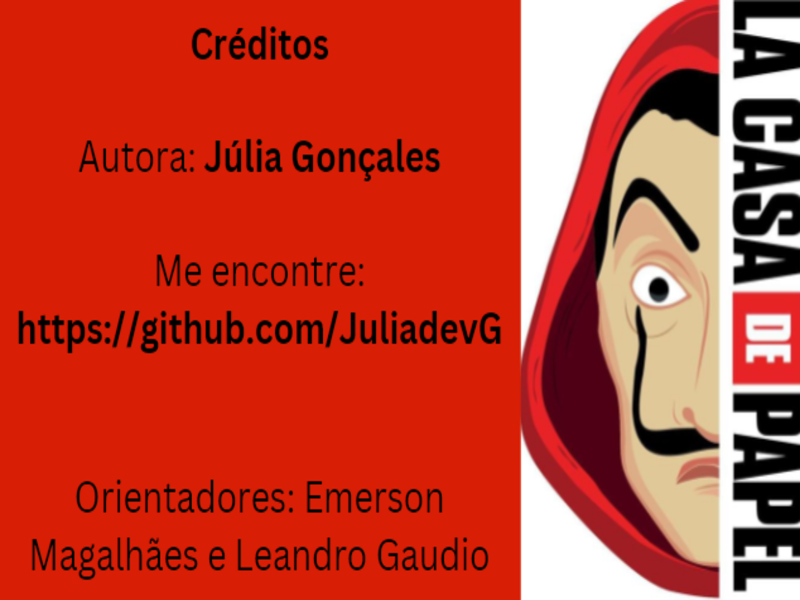 Créditos
Autora: Júlia Gonçales
Me encontre:
https://github.com/JuliadevG
Orientadores: Emerson
Magalhães e Leandro Gaudio
LA CASA DE PAPEL